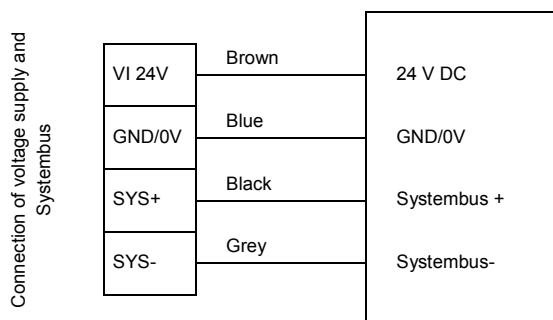 Connection of voltage supply and
Systembus
VI 24V
Brown
24 V DC
GND/0V
Blue
GND/0V
SYS+
Black
Systembus +
SYS-
Grey
Systembus-